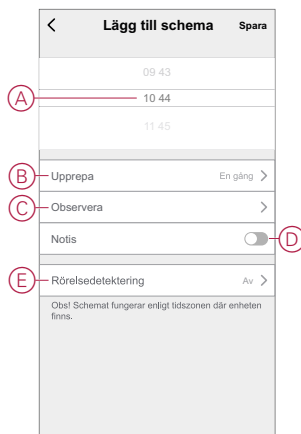 Lägg till schema Spara
09 43
A 10 44
11 45
B Upprepa En gång
C Observera
Notis D
E Rörelsedetektering Av
Obs! Schemat fungerar enligt tidszonen där enheten
finns.